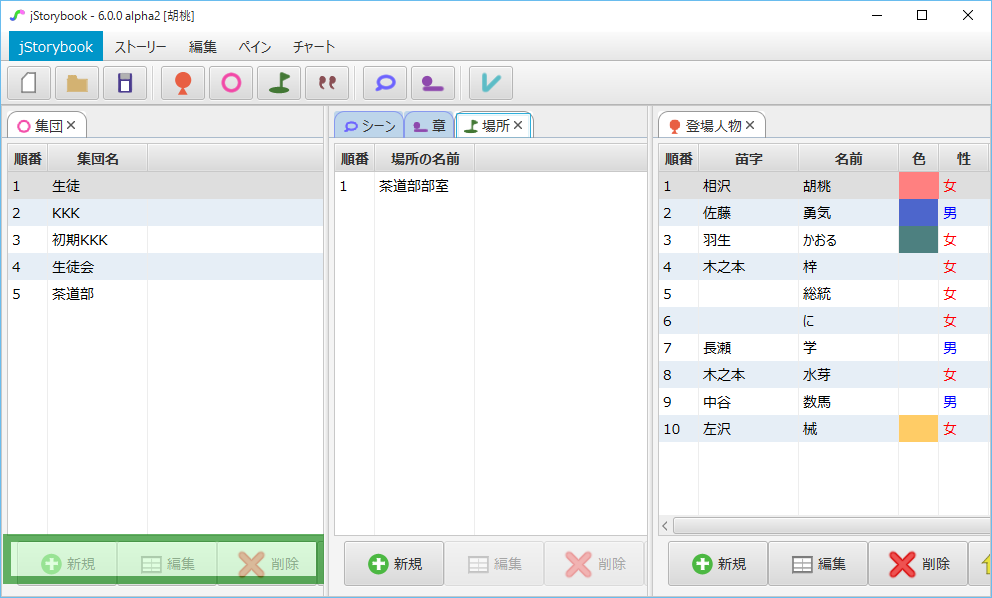 jStorybook - 6.0.0 alpha2 [胡桃]
jStorybook ストーリー 編集 ペイン チャート
集団
順番 集団名
1 生徒
2 KKK
3 初期KKK
4 生徒会
5 茶道部
新規 編集 削除
シーン 章 場所
順番 場所の名前
1 茶道部部室
新規 編集 削除
登場人物
順番 苗字 名前 色 性
1 相沢 胡桃 女
2 佐藤 勇気 男
3 羽生 かおる 女
4 木之本 梓 女
5 総統 女
6 に 女
7 長瀬 学 男
8 木之本 水芽 女
9 中谷 数馬 男
10 左沢 械 女
新規 編集 削除